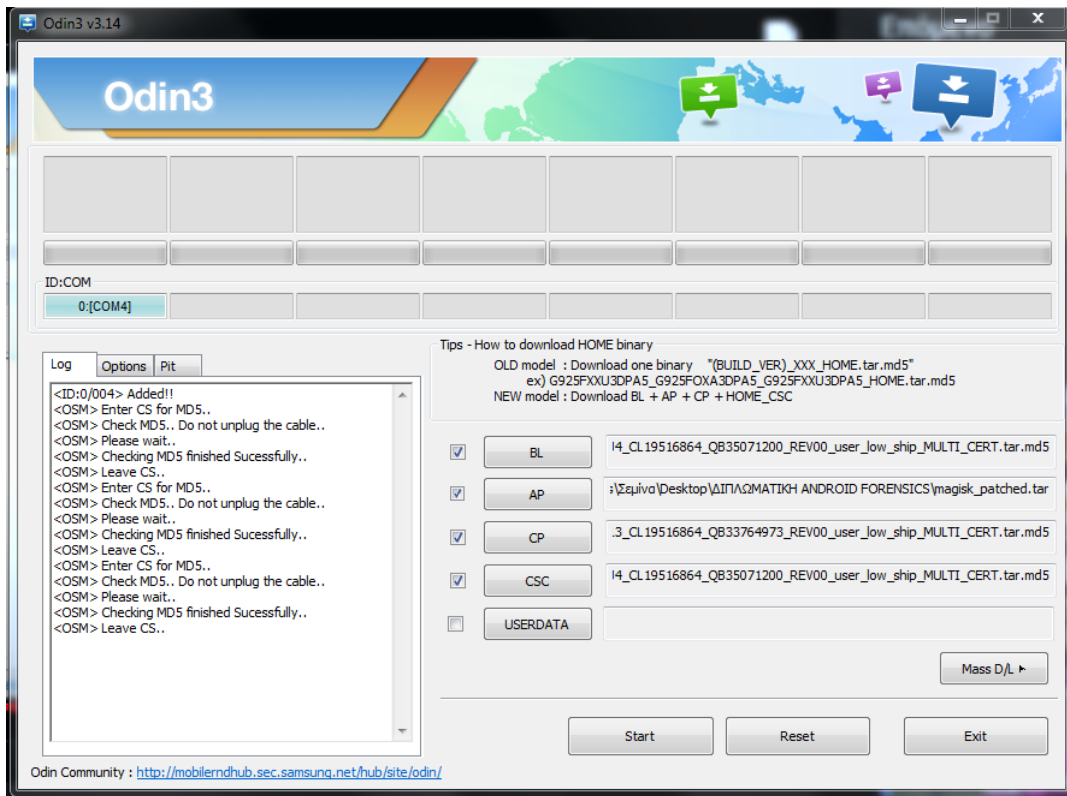 Odin3 v3.14
Odin3
ID:COM
0:[COM4]
Log
Options
Pit
<ID:0/004> Added!!
<OSM> Enter CS for MD5..
<OSM> Check MD5.. Do not unplug the cable..
<OSM> Please wait..
<OSM> Checking MD5 finished Sucessfully..
<OSM> Leave CS..
<OSM> Enter CS for MD5..
<OSM> Check MD5.. Do not unplug the cable..
<OSM> Please wait..
<OSM> Checking MD5 finished Sucessfully..
<OSM> Leave CS..
<OSM> Enter CS for MD5..
<OSM> Check MD5.. Do not unplug the cable..
<OSM> Please wait..
<OSM> Checking MD5 finished Sucessfully..
<OSM> Leave CS..
Tips - How to download HOME binary
OLD model : Download one binary "(BUILD_VER)_XXX_HOME.tar.md5"
ex) G925FXXU3DPA5_G925FOXA3DPA5_G925FXXU3DPA5_HOME.tar.md5
NEW model : Download BL + AP + CP + HOME_CSC
BL
I4_CL19516864_QB35071200_REV00_user_low_ship_MULTI_CERT.tar.md5
AP
s\Σεμίνα\Desktop\ΔΙΠΛΩΜΑΤΙΚΗ ANDROID FORENSICS\magisk_patched.tar
CP
.3_CL19516864_QB33764973_REV00_user_low_ship_MULTI_CERT.tar.md5
CSC
I4_CL19516864_QB35071200_REV00_user_low_ship_MULTI_CERT.tar.md5
USERDATA
Mass D/L
Start
Reset
Exit
Odin Community : http://mobilerndhub.sec.samsung.net/hub/site/odin/